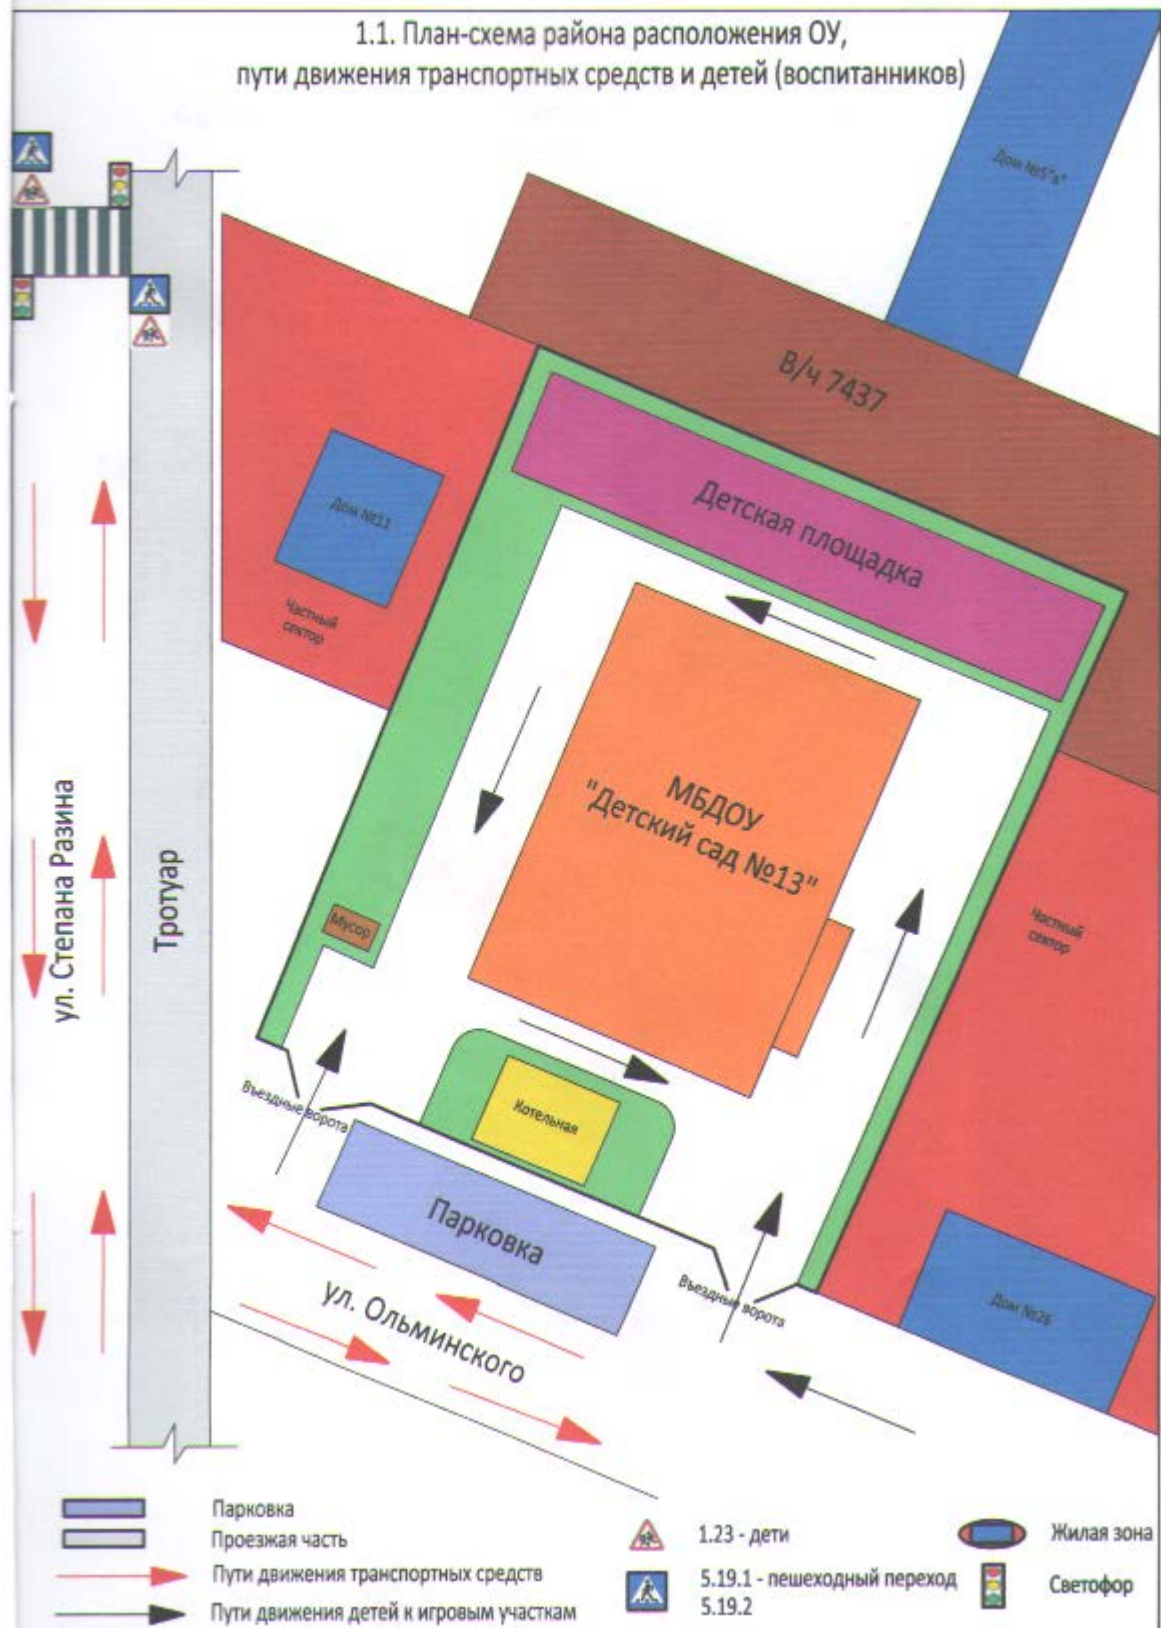 1.1. План-схема района расположения ОУ,
пути движения транспортных средств и детей (воспитанников)
Дом №5"в"
В/ч 7437
Детская площадка
Дом №11
Частный
сектор
МБДОУ
"Детский сад №13"
ул. Степана Разина
Тротуар
Мусор
Частный
сектор
Въездные ворота
Котельная
Парковка
Въездные ворота
Дом №26
ул. Ольминского
Парковка
Проезжая часть
Пути движения транспортных средств
Пути движения детей к игровым участкам
1.23 - дети
5.19.1 - пешеходный переход
5.19.2
Жилая зона
Светофор